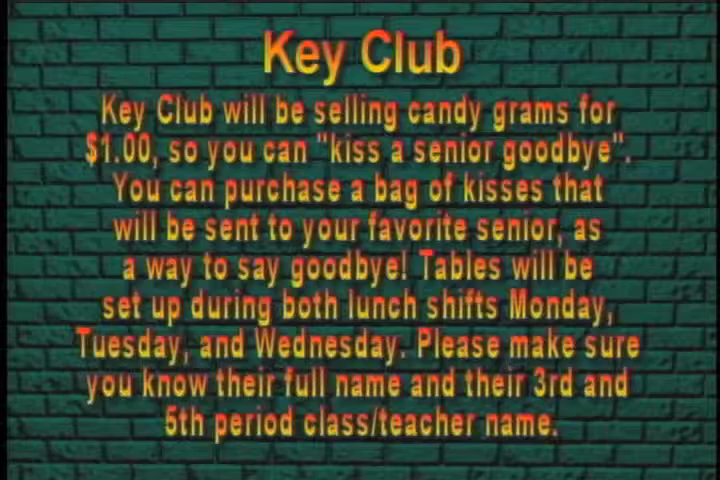 Key Club
Key Club will be selling candy grams for
$1.00, so you can "kiss a senior goodbye".
You can purchase a bag of kisses that
will be sent to your favorite senior, as
a way to say goodbye! Tables will be
set up during both lunch shifts Monday,
Tuesday, and Wednesday. Please make sure
you know their full name and their 3rd and
5th period class/teacher name.